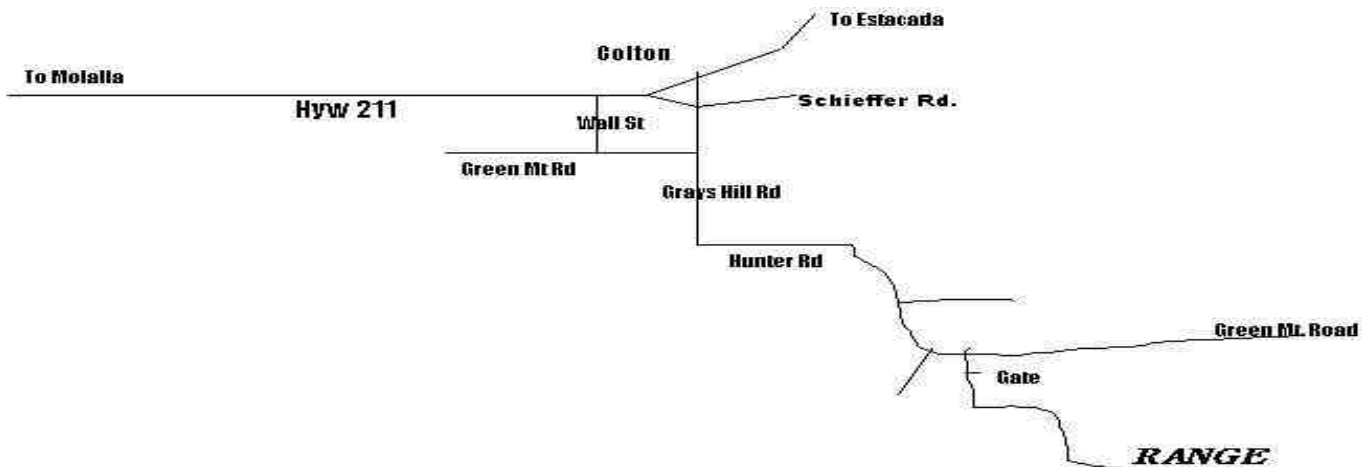 To Estacada
Colton
To Molalla
Hyw 211
Schieffer Rd.
Wall St
Green Mt Rd
Grays Hill Rd
Hunter Rd
Green Mt. Road
Gate
RANGE